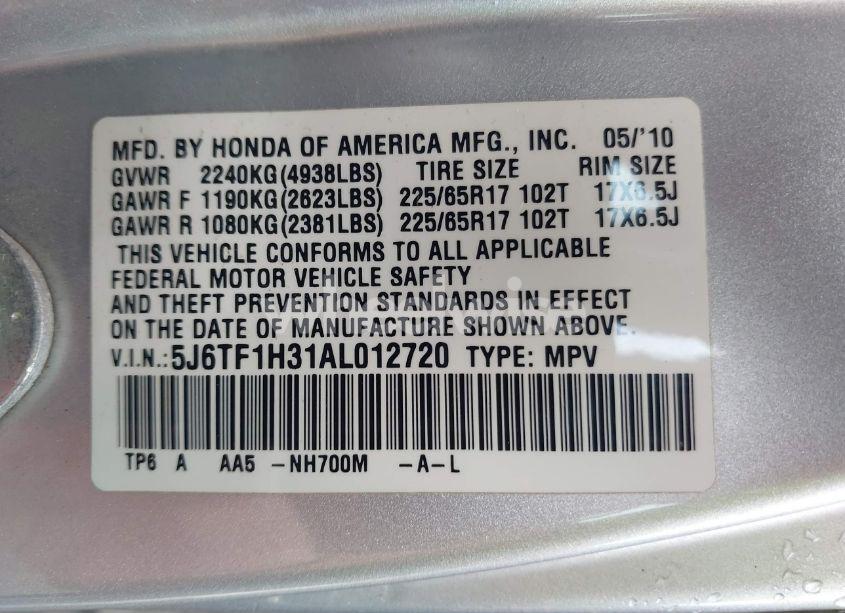 MFD. BY HONDA OF AMERICA MFG., INC. 05/'10
GVWR 2240KG(4938LBS) TIRE SIZE RIM SIZE
GAWR F 1190KG(2623LBS) 225/65R17 102T 17X6.5J
GAWR R 1080KG(2381LBS) 225/65R17 102T 17X6.5J
THIS VEHICLE CONFORMS TO ALL APPLICABLE
FEDERAL MOTOR VEHICLE SAFETY
AND THEFT PREVENTION STANDARDS IN EFFECT
ON THE DATE OF MANUFACTURE SHOWN ABOVE.
V.I.N.: 5J6TF1H31AL012720 TYPE: MPV
TP6 A AA5 -NH700M -A-L